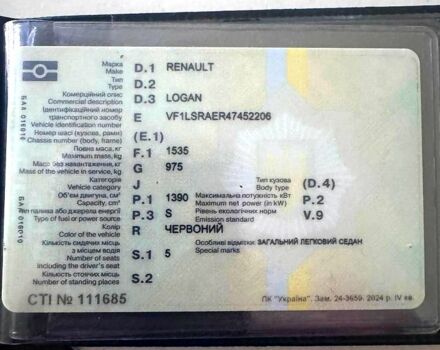 Марка
Make D.1 RENAULT
Тип
Type D.2
Комерційний опис
Commercial description D.3 LOGAN
Ідентифікаційний номер
транспортного засобу E VF1LSRAER47452206
Vehicle identification number
Номер шасі (кузова, рами) (E.1)
Chassis number (body, frame)
Повна маса, кг F.1 1535
Maximum mass, kg
Маса без навантаження, кг G 975
Mass of the vehicle in service, kg
Категорія J Тип кузова (D.4)
Vehicle category Body type
Об'єм двигуна, см³ P.1 1390 Максимальна потужність кВт P.2
Capacity, cm³ Maximum net power (in kW)
Тип палива або джерела енергії P.3 S Рівень екологічних норм V.9
Type of fuel or power source Emission standard
Колір R ЧЕРВОНИЙ
Color of the vehicle
Кількість сидячих місць S.1 5 Особливі відмітки: ЗАГАЛЬНИЙ ЛЕГКОВИЙ СЕДАН
з місцем водія Special marks
Number of seats
including the driver's seat
Кількість стоячих місць S.2
Number of standing places
СТІ № 111685
ПК "Україна". Зам. 24-3659. 2024 р. IV кв.